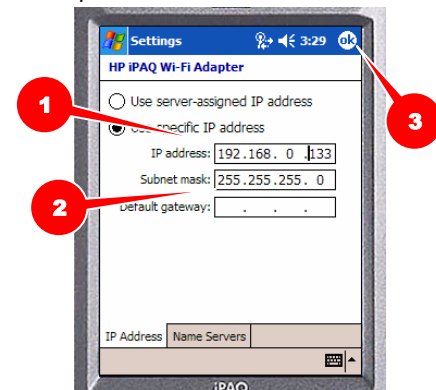 Settings 3:29 ok
HP iPAQ Wi-Fi Adapter
1
Use server-assigned IP address
3
Use specific IP address
IP address: 192.168. 0 .133
Subnet mask: 255.255.255. 0
2
Default gateway: . . .
IP Address Name Servers
iPAQ